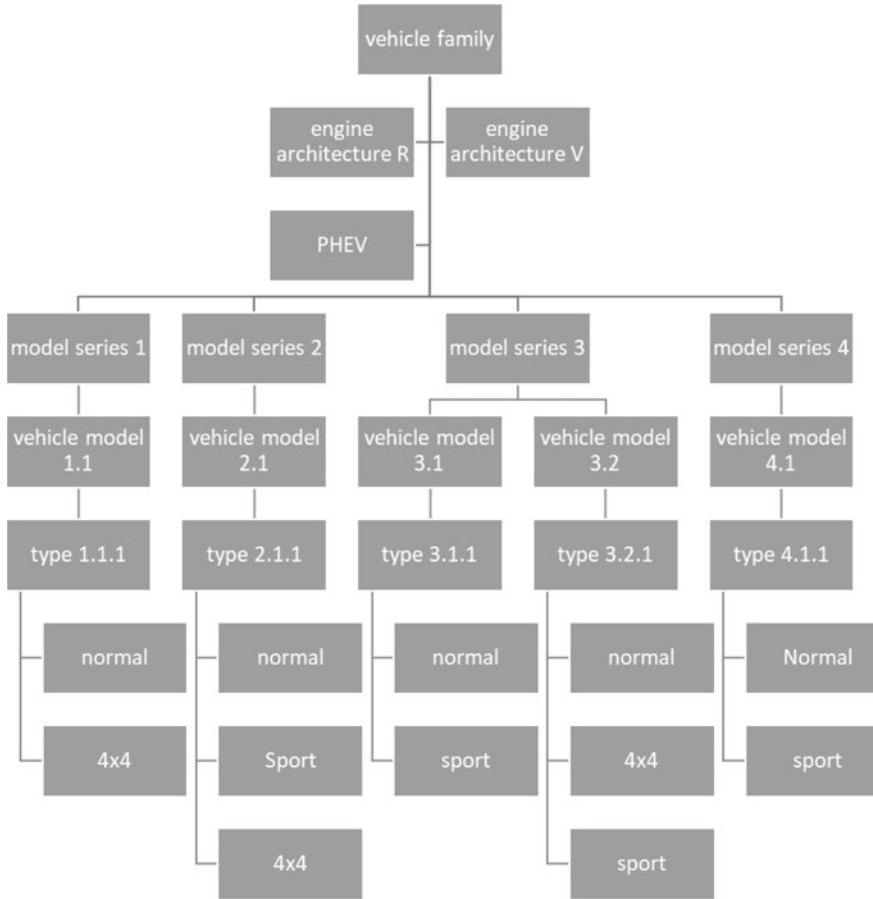 vehicle family
engine
architecture R
engine
architecture V
PHEV
model series 1
model series 2
model series 3
model series 4
vehicle model
1.1
vehicle model
2.1
vehicle model
3.1
vehicle model
3.2
vehicle model
4.1
type 1.1.1
type 2.1.1
type 3.1.1
type 3.2.1
type 4.1.1
normal
normal
normal
normal
Normal
4x4
Sport
sport
4x4
sport
4x4
sport